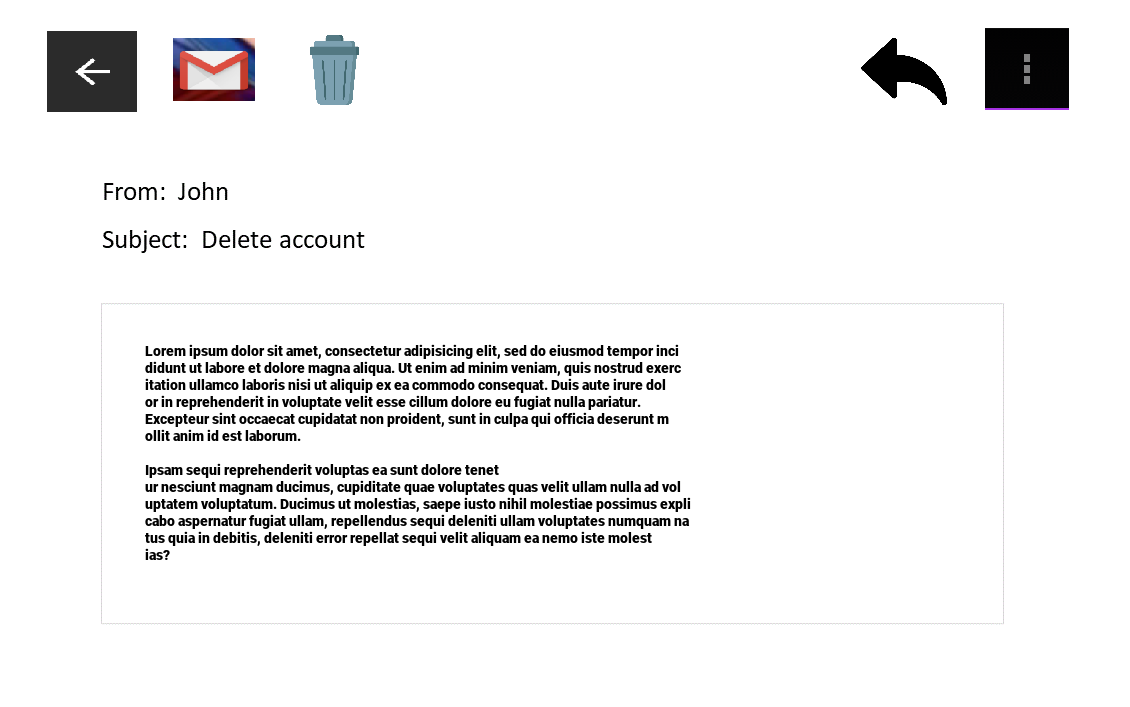 From: John
Subject: Delete account
Lorem ipsum dolor sit amet, consectetur adipisicing elit, sed do eiusmod tempor inci
didunt ut labore et dolore magna aliqua. Ut enim ad minim veniam, quis nostrud exerc
itation ullamco laboris nisi ut aliquip ex ea commodo consequat. Duis aute irure dol
or in reprehenderit in voluptate velit esse cillum dolore eu fugiat nulla pariatur.
Excepteur sint occaecat cupidatat non proident, sunt in culpa qui officia deserunt m
ollit anim id est laborum.
Ipsam sequi reprehenderit voluptas ea sunt dolore tenet
ur nesciunt magnam ducimus, cupiditate quae voluptates quas velit ullam nulla ad vol
uptatem voluptatum. Ducimus ut molestias, saepe iusto nihil molestiae possimus expli
cabo aspernatur fugiat ullam, repellendus sequi deleniti ullam voluptates numquam na
tus quia in debitis, deleniti error repellat sequi velit aliquam ea nemo iste molest
ias?